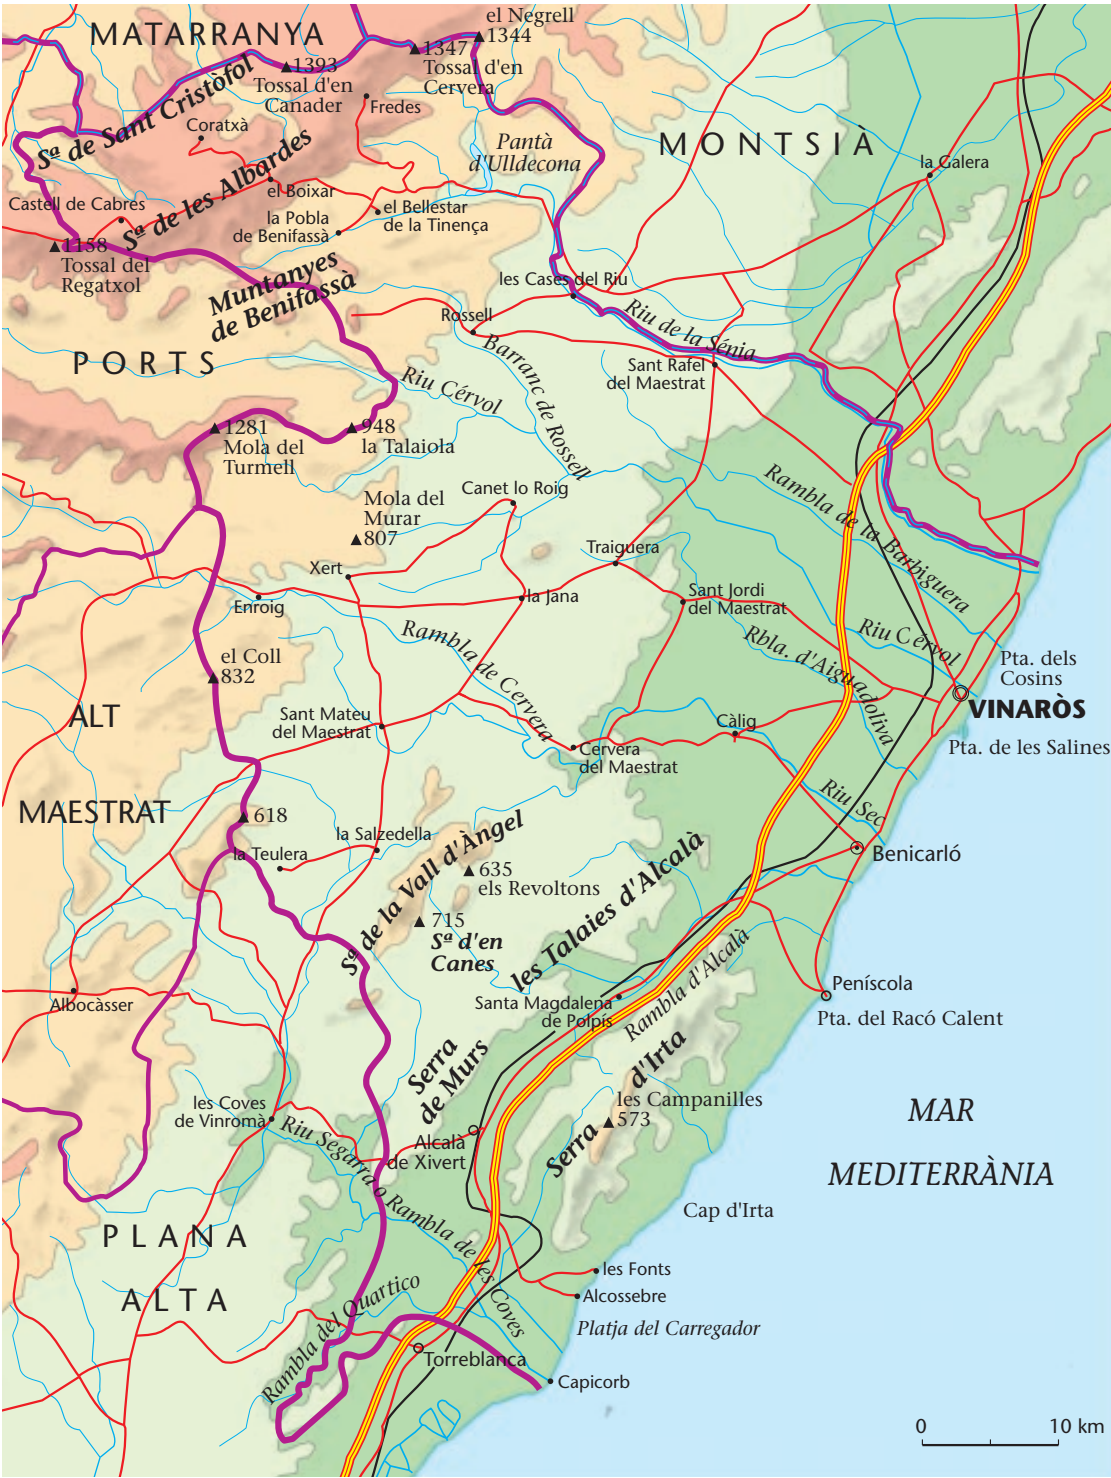 el Negrell
1344
MATARRANYA
1347
Tossal d'en
Cervera
1393
Tossal d'en
Canader
Fredes
Sª de Sant Cristòfol
Coratxà
Pantà
d'Ulldecona
MONTSIÀ
la Galera
Sª de les Albardes
el Boixar
Castell de Cabres
la Pobla
de Benifassà
el Bellestar
de la Tinença
1158
Tossal del
Regatxol
Muntanyes
de Benifassà
les Cases del Riu
Rossell
Riu de la Sénia
PORTS
Barranc de Rossell
Sant Rafel
del Maestrat
Riu Cérvol
1281
Mola del
Turmell
948
la Talaiola
Mola del
Murar
807
Canet lo Roig
Rambla de la Barbiguera
Xert
Traiguera
Enroig
la Jana
Sant Jordi
del Maestrat
Rambla de Cervera
Rbla. d'Aiguadoliva
Riu Cérvol
el Coll
832
Pta. dels
Cosins
VINARÒS
ALT
MAESTRAT
Sant Mateu
del Maestrat
Càlig
Cervera
del Maestrat
Pta. de les Salines
Riu Sec
618
la Salzedella
la Teulera
Benicarló
Sª de la Vall d'Àngel
635
els Revoltons
715
Sª d'en
Canes
les Talaies d'Alcalà
Albocàsser
Santa Magdalena
de Polpís
Rambla d'Alcalà
Peníscola
Pta. del Racó Calent
Serra
de Murs
Serra d'Irta
les Campanilles
573
les Coves
de Vinromà
Alcalà
de Xivert
MAR
MEDITERRÀNIA
Riu Segarra o Rambla de les Coves
Cap d'Irta
PLANA
ALTA
les Fonts
Alcossebre
Platja del Carregador
Rambla del Quartico
Torreblanca
Capicorb
0 10 km